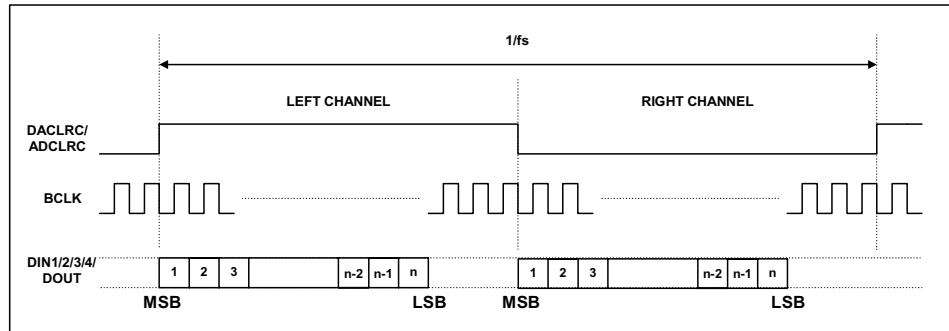 1/fs
LEFT CHANNEL RIGHT CHANNEL
DACLRC/
ADCLRC
BCLK
DIN1/2/3/4/
DOUT
1 2 3 n-2 n-1 n 1 2 3 n-2 n-1 n
MSB LSB MSB LSB